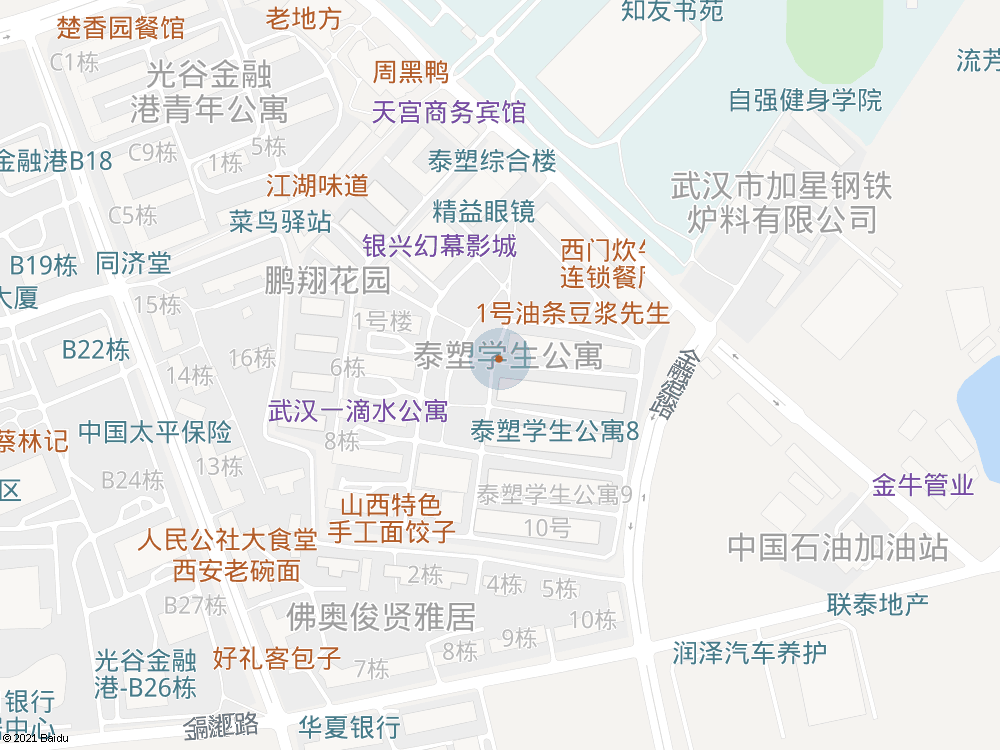 知友书苑
老地方
楚香园餐馆
C1栋
光谷金融
港青年公寓
周黑鸭
流芳
自强健身学院
天宫商务宾馆
5栋
C9栋
1栋
金融港B18
泰塑综合楼
江湖味道
武汉市加星钢铁
炉料有限公司
C5栋
菜鸟驿站
精益眼镜
银兴幻幕影城
西门炊
连锁餐
B19栋
同济堂
鹏翔花园
大厦
15栋
1号油条豆浆先生
1号楼
B22栋
16栋
泰塑学生公寓
6栋
14栋
武汉一滴水公寓
中国太平保险
蔡林记
8栋
泰塑学生公寓8
13栋
B24栋
区
泰塑学生公寓9
金牛管业
山西特色
手工面饺子
10号
人民公社大食堂
西安老碗面
中国石油加油站
2栋
4栋
5栋
B27栋
佛奥俊贤雅居
联泰地产
10栋
9栋
8栋
光谷金融
港-B26栋
好礼客包子
7栋
润泽汽车养护
银行
中心
华夏银行
© 2021 Baidu